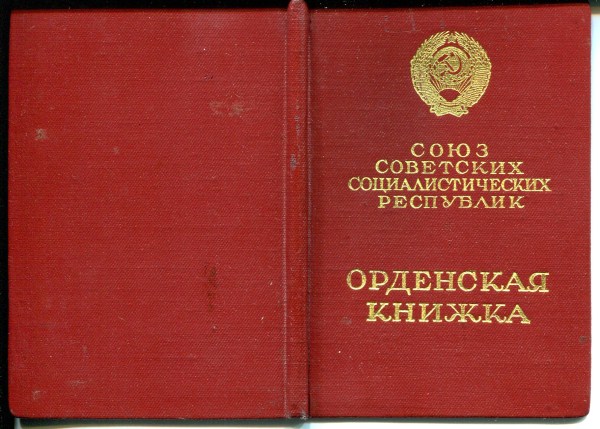 СОЮЗ
СОВЕТСКИХ
СОЦИАЛИСТИЧЕСКИХ
РЕСПУБЛИК
ОРДЕНСКАЯ
КНИЖКА